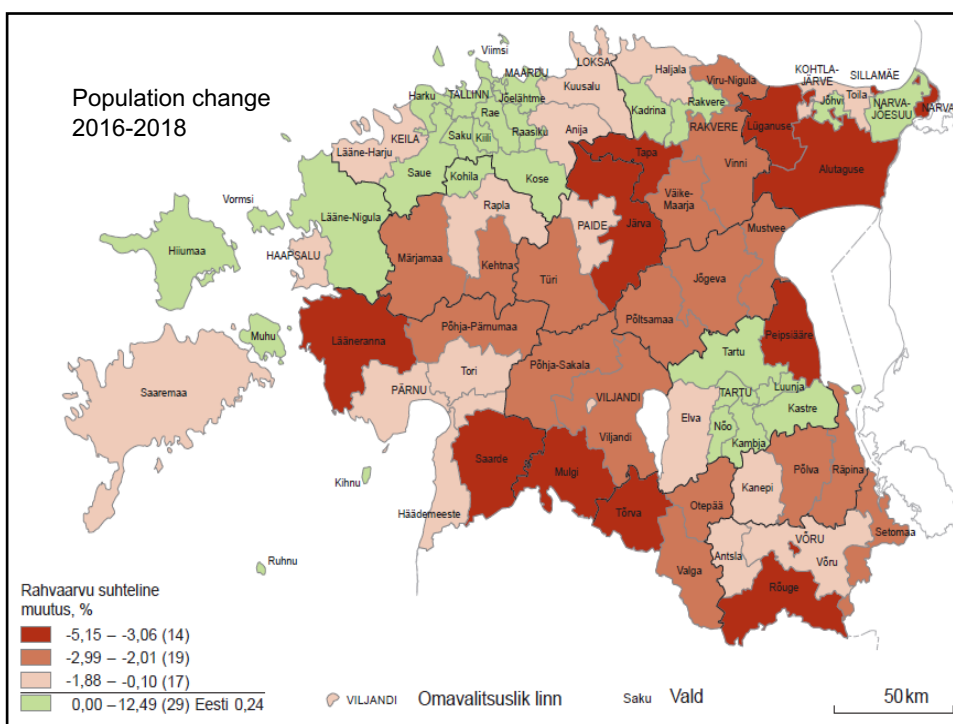 Population change
2016-2018
Viimsi
LOKSA
MAARDU
Harku
TALLINN
Jõelähtme
Kuusalu
Haljala
Viru-Nigula
KOHTLA-
JÄRVE
SILLAMÄE
Toila
Rae
Rakvere
Kadrina
Jõhvi
NARVA-
JÕESUU
NARVA
KEILA
Saku
Kiili
Raasiku
Anija
RAKVERE
Lüganuse
Lääne-Harju
Tapa
Vinni
Alutaguse
Saue
Kohila
Kose
Väike-
Maarja
Vormsi
Lääne-Nigula
Rapla
PAIDE
Järva
Mustvee
Hiiumaa
HAAPSALU
Märjamaa
Kehtna
Türi
Jõgeva
Põltsamaa
Lääneranna
Põhja-Pärnumaa
Peipsiääre
Muhu
Tartu
Põhja-Sakala
Tori
Saaremaa
PÄRNU
TARTU
Luunja
VILJANDI
Kastre
Elva
Nõo
Kambja
Viljandi
Saarde
Mulgi
Põlva
Räpina
Kihnu
Kanepi
Otepää
Häädemeeste
Tõrva
Setomaa
VÕRU
Antsla
Võru
Ruhnu
Valga
Rõuge
Rahvaarvu suhteline
muutus, %
-5,15 – -3,06 (14)
-2,99 – -2,01 (19)
-1,88 – -0,10 (17)
0,00 – 12,49 (29) Eesti 0,24
VILJANDI Omavalitsuslik linn
Saku Vald
50 km